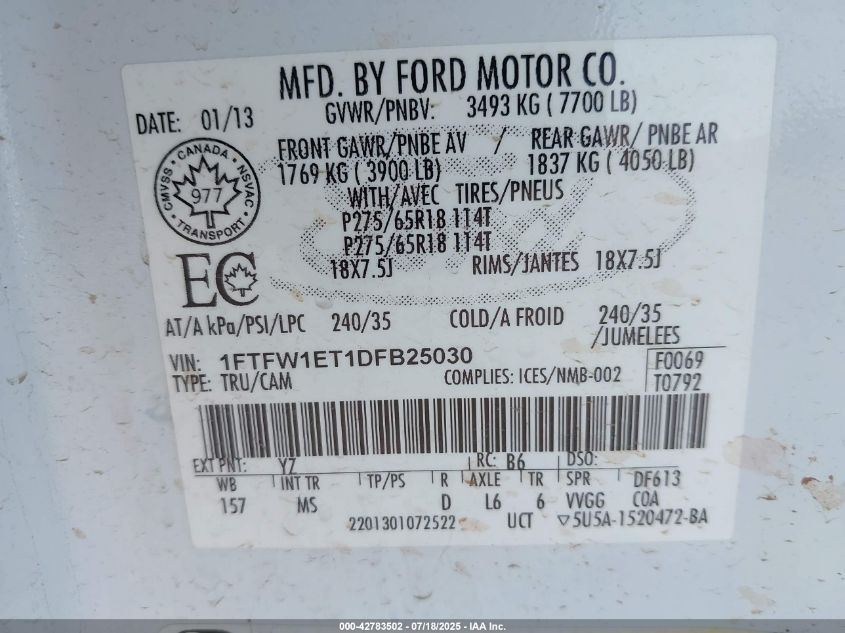 MFD. BY FORD MOTOR CO.
DATE: 01/13
GVWR/PNBV: 3493 KG ( 7700 LB)
FRONT GAWR/PNBE AV / REAR GAWR/ PNBE AR
1769 KG ( 3900 LB) 1837 KG ( 4050 LB)
WITH/AVEC TIRES/PNEUS
P275/65R18 114T
P275/65R18 114T
18X7.5J RIMS/JANTES 18X7.5J
CANADA
CMVSS NSVAC
977
TRANSPORT
EC
AT/A kPa/PSI/LPC 240/35 COLD/A FROID 240/35
/JUMELEES
VIN: 1FTFW1ET1DFB25030
TYPE: TRU/CAM COMPLIES: ICES/NMB-002
F0069
T0792
EXT PNT: YZ RC: B6 DSO:
WB INT TR TP/PS R AXLE TR SPR DF613
157 MS D L6 6 VVGG COA
2201301072522 UCT ▽5U5A-1520472-BA
000-42783502 - 07/18/2025 - IAA Inc.